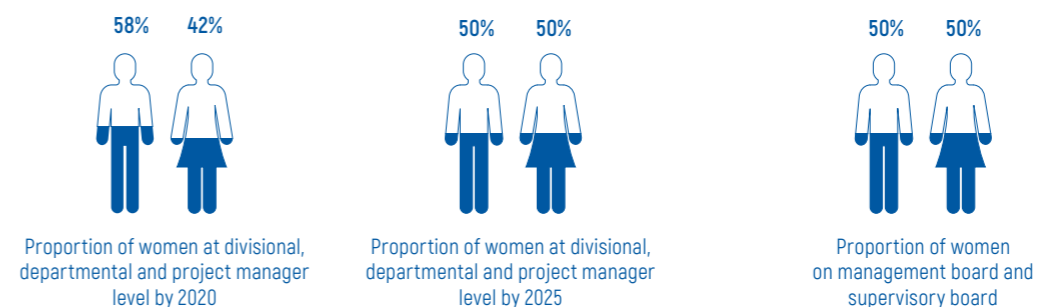 58% 42%
Proportion of women at divisional,
departmental and project manager
level by 2020
50% 50%
Proportion of women at divisional,
departmental and project manager
level by 2025
50% 50%
Proportion of women
on management board and
supervisory board